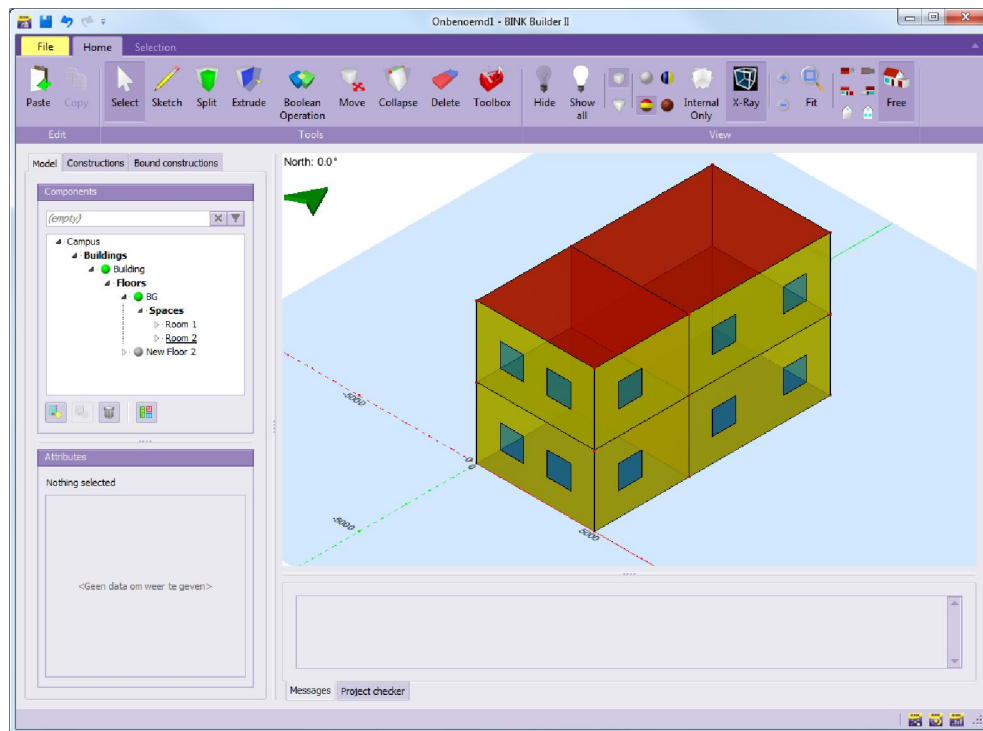 Onbenoemd1 - BINK Builder II
File Home Selection
Paste Copy Select Sketch Split Extrude Boolean Operation Move Collapse Delete Toolbox Hide Show all Internal Only X-Ray Fit Free
Edit Tools View
Model Constructions Bound constructions
North: 0.0°
Components
(empty)
Campus
Buildings
Building
Floors
BG
Spaces
Room 1
Room 2
New Floor 2
-5000
0
0
-5000
5000
Attributes
Nothing selected
<Geen data om weer te geven>
Messages Project checker